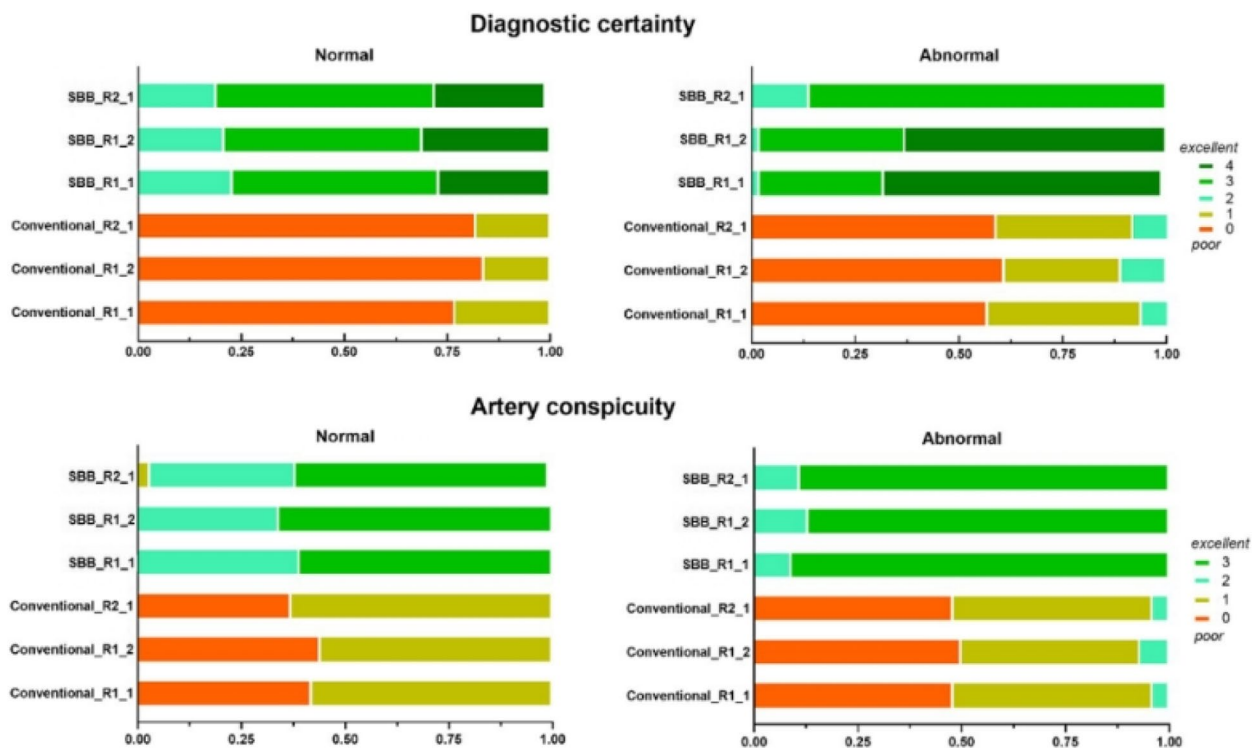 Diagnostic certainty
Normal
SBB_R2_1
SBB_R1_2
SBB_R1_1
Conventional_R2_1
Conventional_R1_2
Conventional_R1_1
0.00 0.25 0.50 0.75 1.00
Abnormal
SBB_R2_1
SBB_R1_2
SBB_R1_1
Conventional_R2_1
Conventional_R1_2
Conventional_R1_1
0.00 0.25 0.50 0.75 1.00
excellent
4
3
2
1
0
poor
Artery conspicuity
Normal
SBB_R2_1
SBB_R1_2
SBB_R1_1
Conventional_R2_1
Conventional_R1_2
Conventional_R1_1
0.00 0.25 0.50 0.75 1.00
Abnormal
SBB_R2_1
SBB_R1_2
SBB_R1_1
Conventional_R2_1
Conventional_R1_2
Conventional_R1_1
0.00 0.25 0.50 0.75 1.00
excellent
3
2
1
0
poor